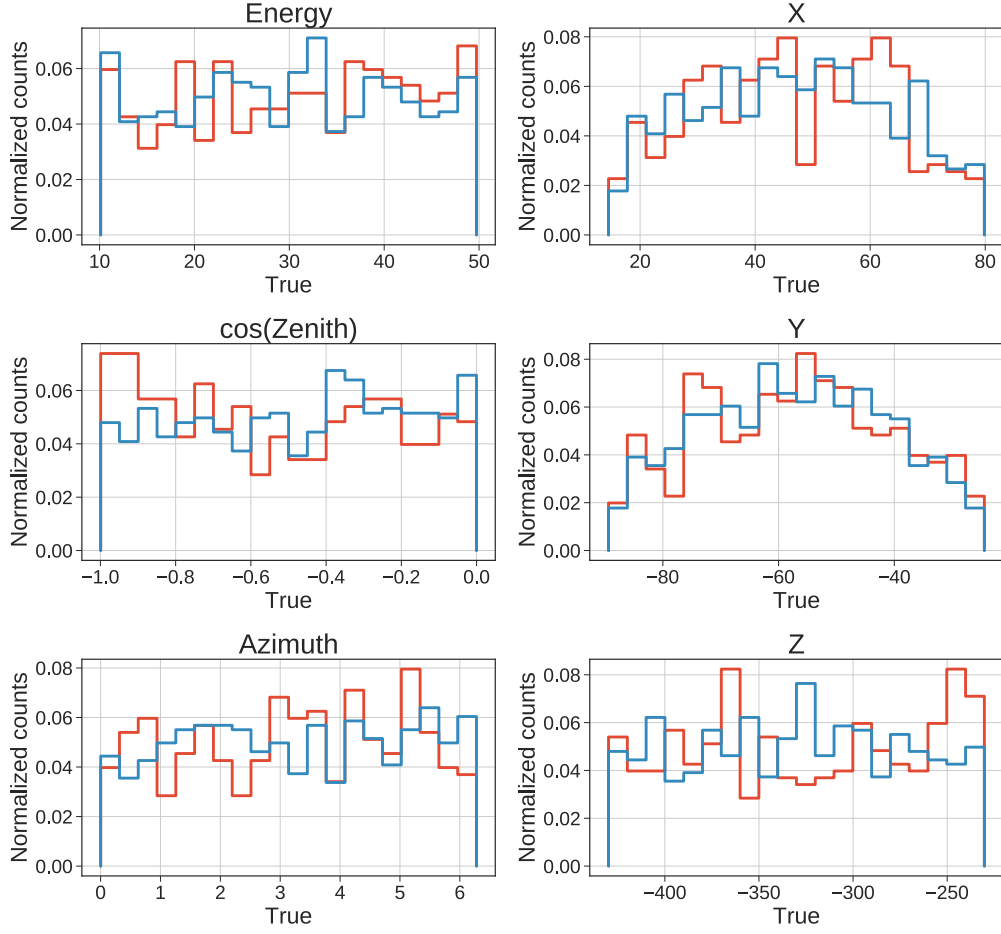 Energy
Normalized counts
0.06
0.04
0.02
0.00
10 20 30 40 50
True
X
Normalized counts
0.08
0.06
0.04
0.02
0.00
20 40 60 80
True
cos(Zenith)
Normalized counts
0.06
0.04
0.02
0.00
−1.0 −0.8 −0.6 −0.4 −0.2 0.0
True
Y
Normalized counts
0.08
0.06
0.04
0.02
0.00
−80 −60 −40
True
Azimuth
Normalized counts
0.08
0.06
0.04
0.02
0.00
0 1 2 3 4 5 6
True
Z
Normalized counts
0.08
0.06
0.04
0.02
0.00
−400 −350 −300 −250
True